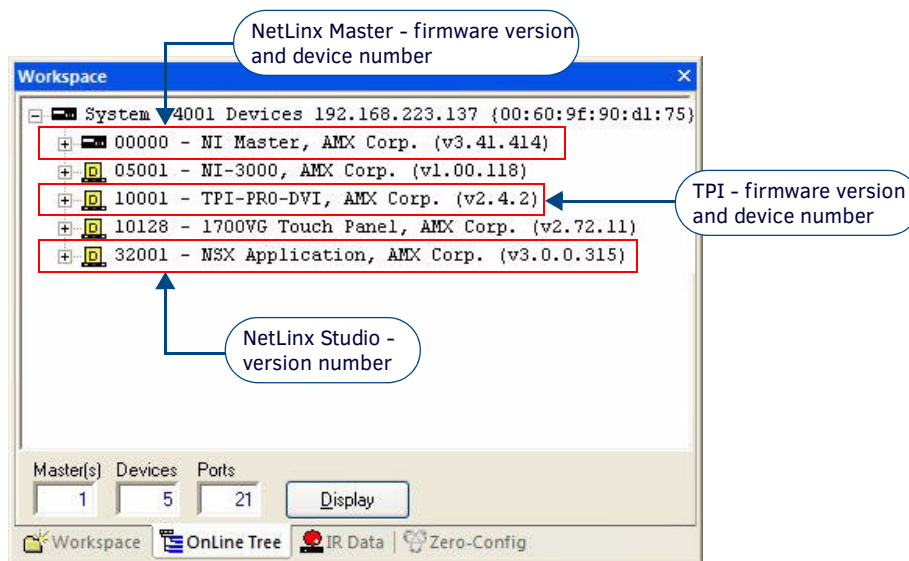 NetLinx Master - firmware version
and device number
Workspace
System 4001 Devices 192.168.223.137 {00:60:9f:90:d1:75}
00000 - NI Master, AMX Corp. (v3.41.414)
05001 - NI-3000, AMX Corp. (v1.00.118)
10001 - TPI-PRO-DVI, AMX Corp. (v2.4.2)
TPI - firmware version
and device number
10128 - 1700VG Touch Panel, AMX Corp. (v2.72.11)
32001 - NSX Application, AMX Corp. (v3.0.0.315)
NetLinx Studio -
version number
Master(s) Devices Ports
1 5 21 Display
Workspace OnLine Tree IR Data Zero-Config